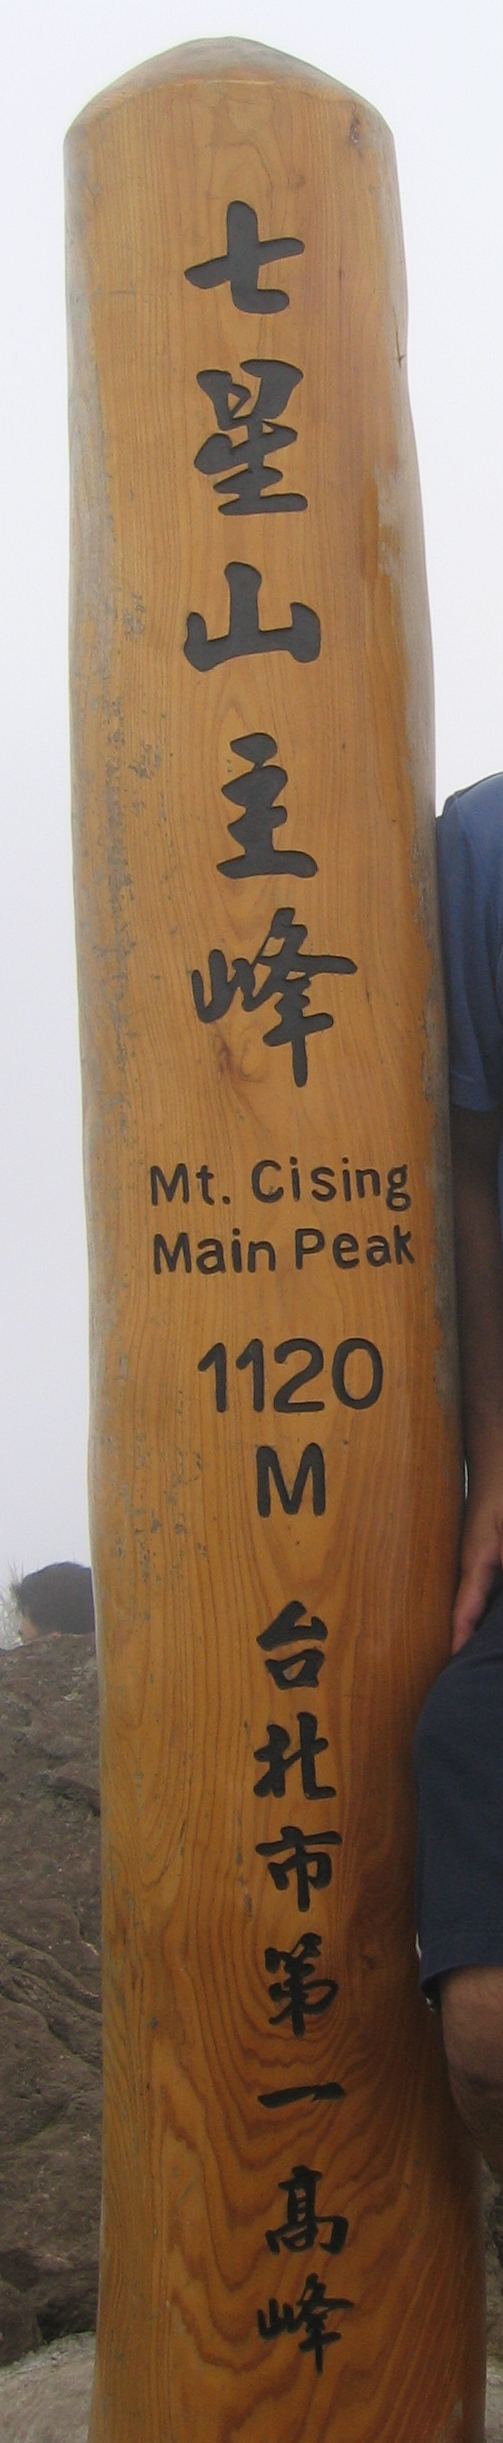 七星山主峰
Mt. Cising
Main Peak
1120
M
台北市第一高峰